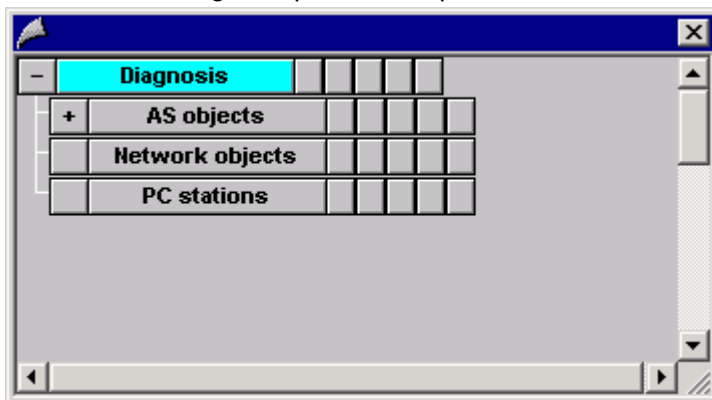 − Diagnosis
+ AS objects
Network objects
PC stations